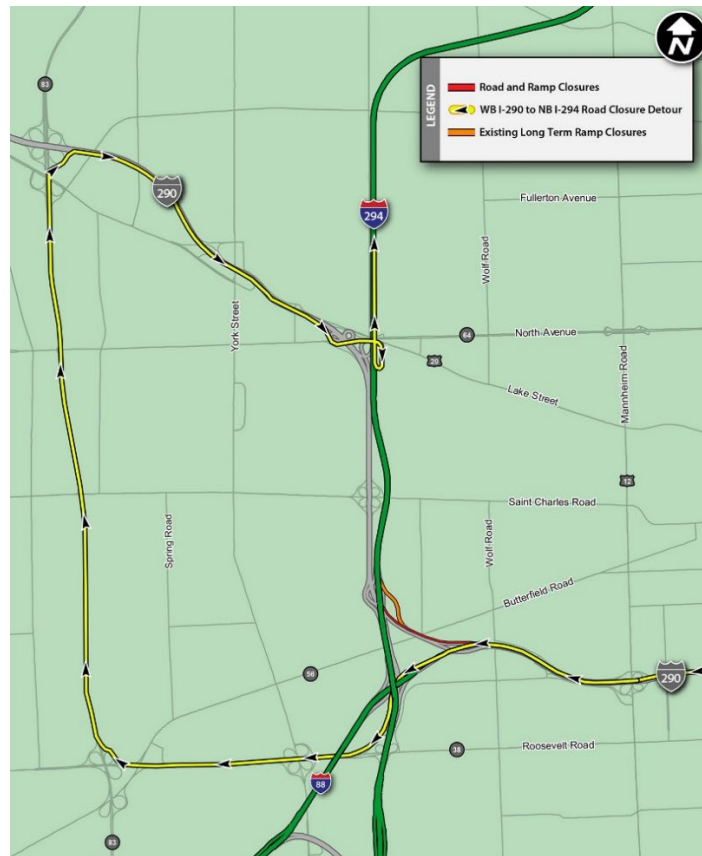 N
83
LEGEND
Road and Ramp Closures
WB I-290 to NB I-294 Road Closure Detour
Existing Long Term Ramp Closures
290
294
Fullerton Avenue
Wolf Road
York Street
64
North Avenue
20
Mannheim Road
Lake Street
12
Saint Charles Road
Spring Road
Wolf Road
Butterfield Road
56
290
38
Roosevelt Road
88
83